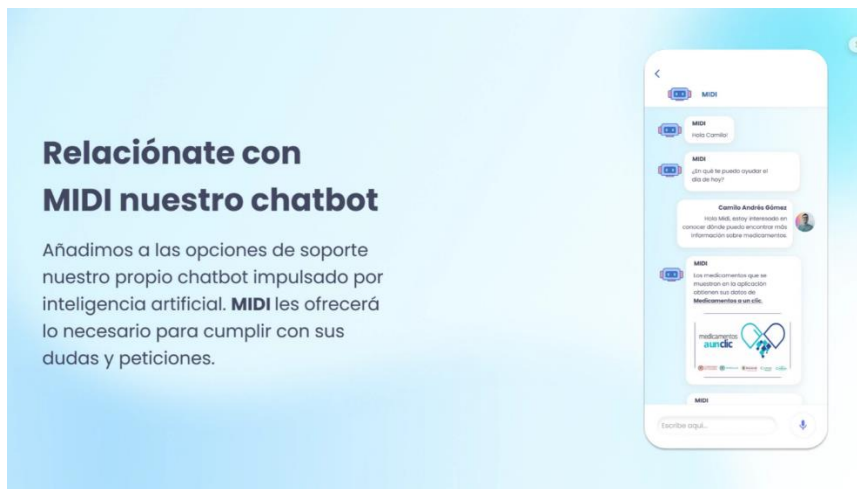 Relaciónate con
MIDI nuestro chatbot
Añadimos a las opciones de soporte
nuestro propio chatbot impulsado por
inteligencia artificial. MIDI les ofrecerá
lo necesario para cumplir con sus
dudas y peticiones.
MIDI
MIDI
Hola Camilo!
MIDI
¿En qué te puedo ayudar el
día de hoy?
Camilo Andrés Gómez
Hola Midi, estoy interesado en
conocer dónde puedo encontrar más
información sobre medicamentos.
MIDI
Los medicamentos que se
muestran en la aplicación
obtienen sus datos de
Medicamentos a un clic.
medicamentos
a un clic
MIDI
Escribe aquí...